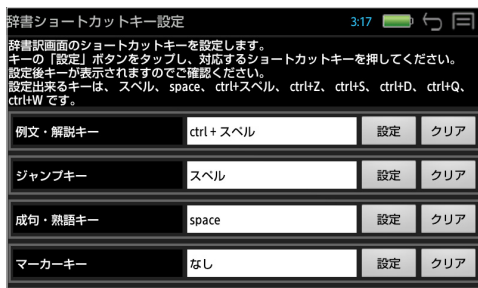 辞書ショートカットキー設定 3:17
辞書訳画面のショートカットキーを設定します。
キーの「設定」ボタンをタップし、対応するショートカットキーを押してください。
設定後キーが表示されますのでご確認ください。
設定出来るキーは、 スペル、 space、 ctrl+スペル、 ctrl+Z、 ctrl+S、 ctrl+D、 ctrl+Q、
ctrl+W です。
例文・解説キー ctrl + スペル 設定 クリア
ジャンプキー スペル 設定 クリア
成句・熟語キー space 設定 クリア
マーカーキー なし 設定 クリア